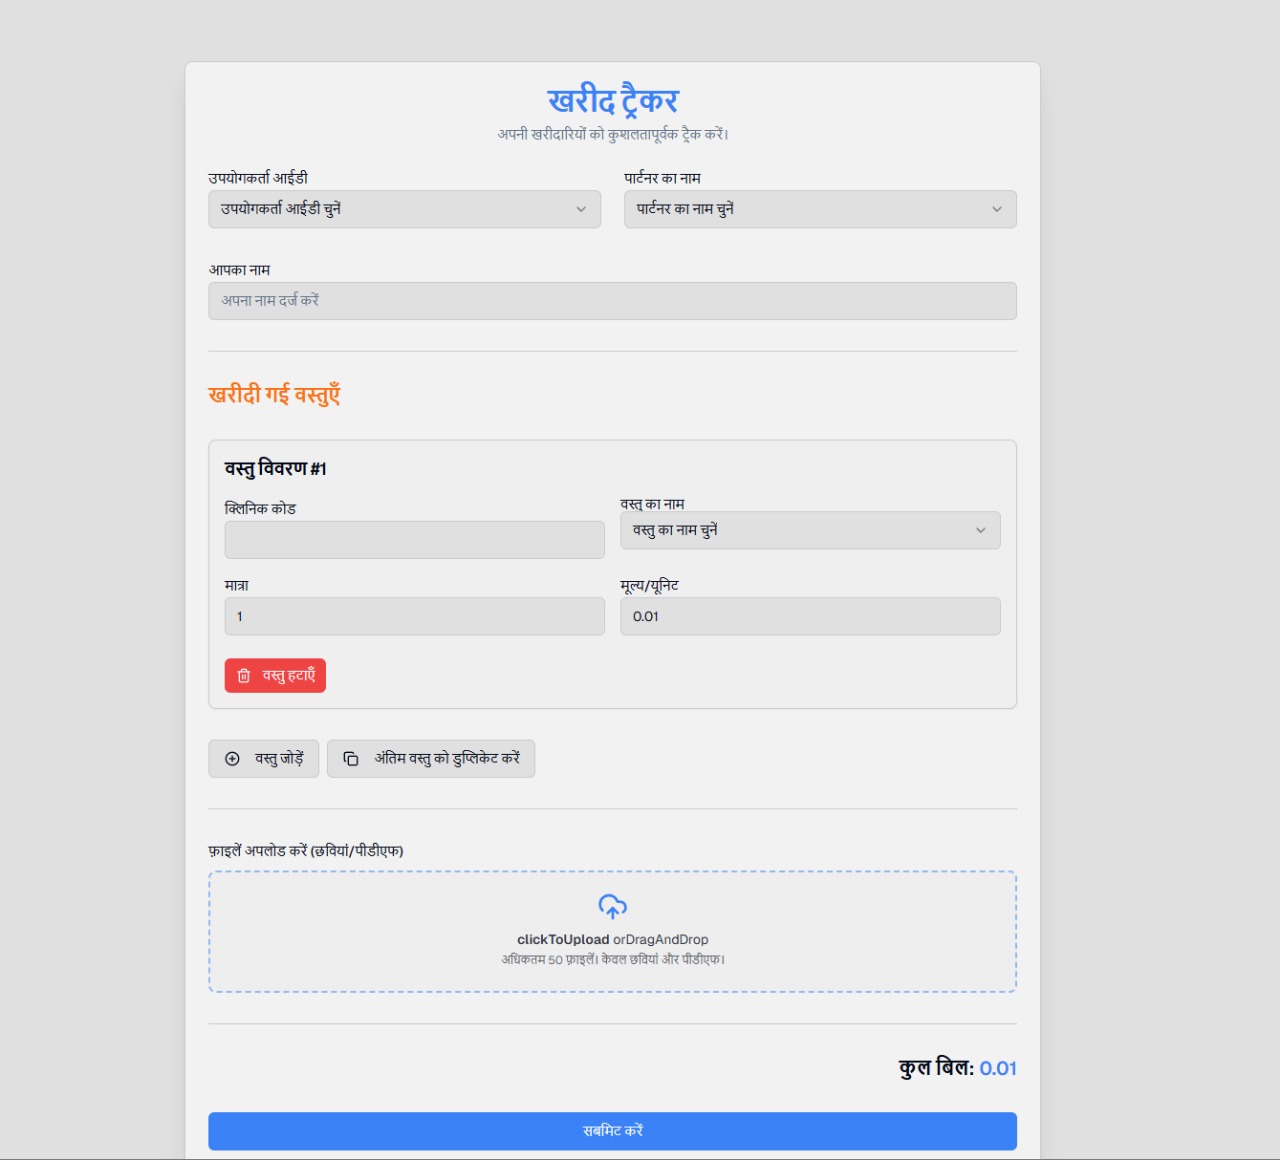 खरीद ट्रैकर
अपनी खरीदारियों को कुशलतापूर्वक ट्रैक करें।
उपयोगकर्ता आईडी
उपयोगकर्ता आईडी चुनें
पार्टनर का नाम
पार्टनर का नाम चुनें
आपका नाम
अपना नाम दर्ज करें
खरीदी गई वस्तुएँ
वस्तु विवरण #1
क्लिनिक कोड
वस्तु का नाम
वस्तु का नाम चुनें
मात्रा
1
मूल्य/यूनिट
0.01
वस्तु हटाएँ
वस्तु जोड़ें
अंतिम वस्तु को डुप्लिकेट करें
फ़ाइलें अपलोड करें (छवियां/पीडीएफ)
clickToUpload orDragAndDrop
अधिकतम 50 फ़ाइलें। केवल छवियां और पीडीएफ।
कुल बिल: 0.01
सबमिट करें